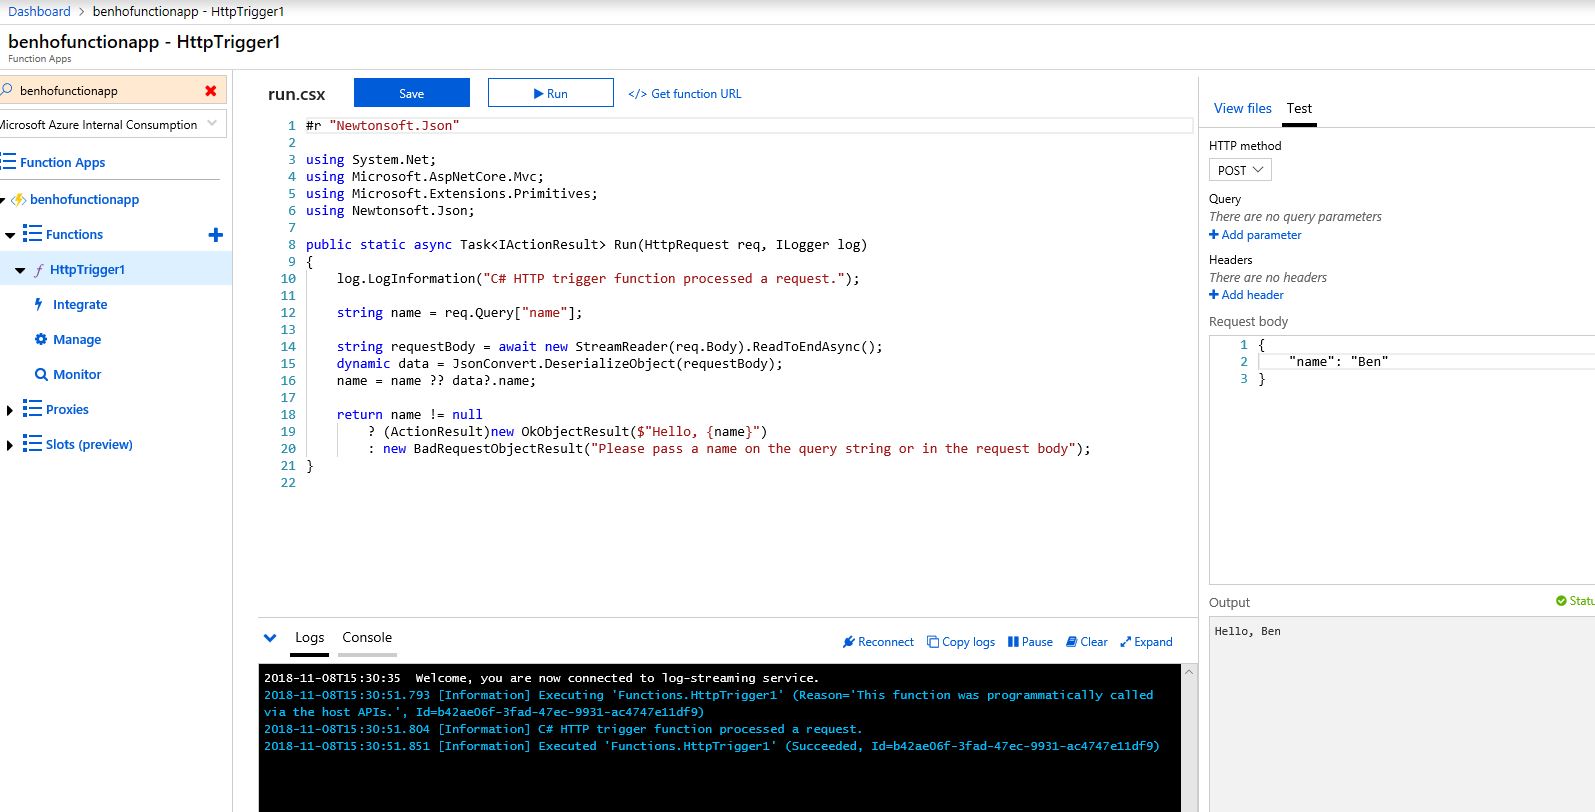 Dashboard > benhofunctionapp - HttpTrigger1
benhofunctionapp - HttpTrigger1
Function Apps
benhofunctionapp
Microsoft Azure Internal Consumption
Function Apps
benhofunctionapp
Functions
HttpTrigger1
Integrate
Manage
Monitor
Proxies
Slots (preview)
run.csx
Save
Run
</> Get function URL
1 #r "Newtonsoft.Json"
2
3 using System.Net;
4 using Microsoft.AspNetCore.Mvc;
5 using Microsoft.Extensions.Primitives;
6 using Newtonsoft.Json;
7
8 public static async Task<IActionResult> Run(HttpRequest req, ILogger log)
9 {
10     log.LogInformation("C# HTTP trigger function processed a request.");
11
12     string name = req.Query["name"];
13
14     string requestBody = await new StreamReader(req.Body).ReadToEndAsync();
15     dynamic data = JsonConvert.DeserializeObject(requestBody);
16     name = name ?? data?.name;
17
18     return name != null
19         ? (ActionResult)new OkObjectResult($"Hello, {name}")
20         : new BadRequestObjectResult("Please pass a name on the query string or in the request body");
21 }
22
Logs
Console
Reconnect
Copy logs
Pause
Clear
Expand
2018-11-08T15:30:35  Welcome, you are now connected to log-streaming service.
2018-11-08T15:30:51.793 [Information] Executing 'Functions.HttpTrigger1' (Reason='This function was programmatically called
via the host APIs.', Id=b42ae06f-3fad-47ec-9931-ac4747e11df9)
2018-11-08T15:30:51.804 [Information] C# HTTP trigger function processed a request.
2018-11-08T15:30:51.851 [Information] Executed 'Functions.HttpTrigger1' (Succeeded, Id=b42ae06f-3fad-47ec-9931-ac4747e11df9)
View files
Test
HTTP method
POST
Query
There are no query parameters
+ Add parameter
Headers
There are no headers
+ Add header
Request body
1 {
2     "name": "Ben"
3 }
Output
Statu
Hello, Ben